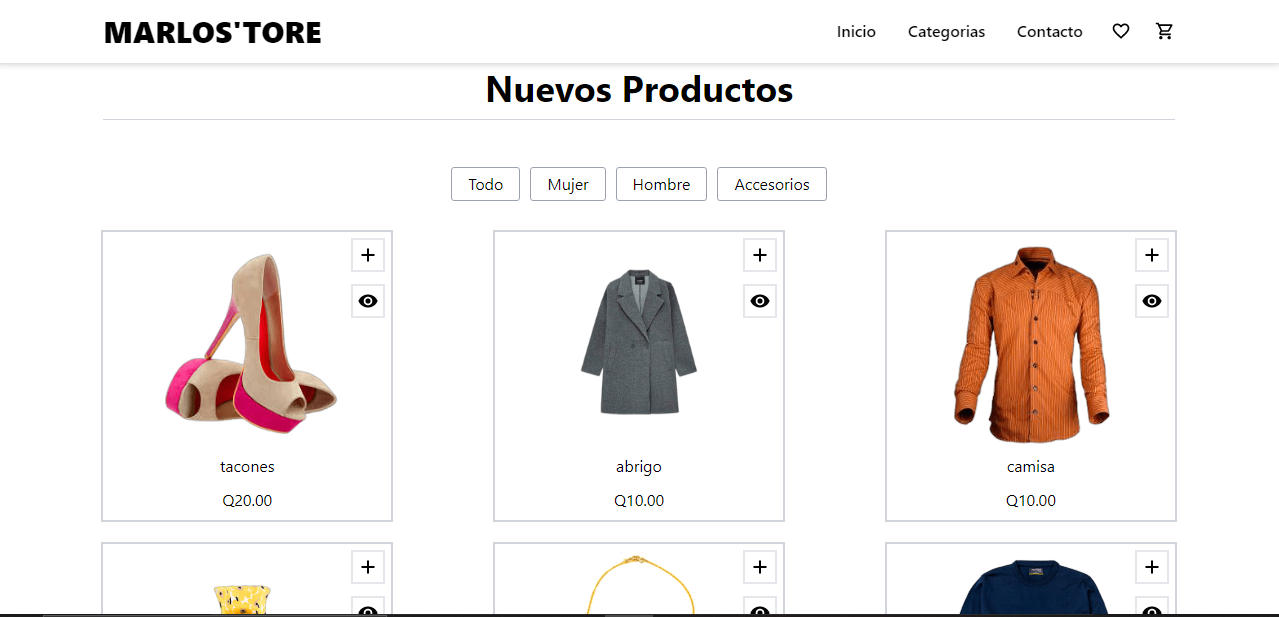 MARLOS'TORE
Inicio Categorias Contacto
Nuevos Productos
Todo Mujer Hombre Accesorios
tacones abrigo camisa
Q20.00 Q10.00 Q10.00